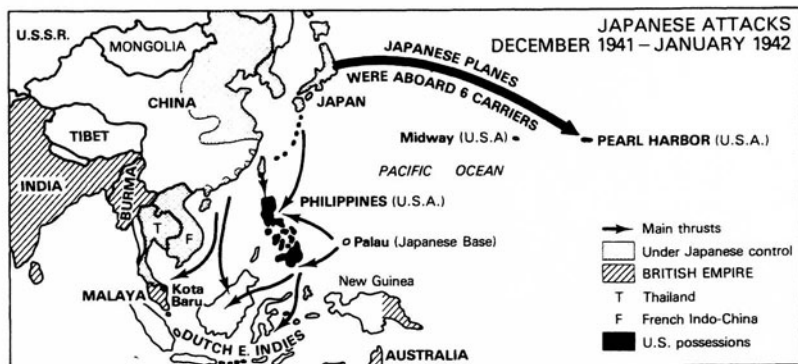 JAPANESE ATTACKS
DECEMBER 1941 – JANUARY 1942
U.S.S.R.
MONGOLIA
JAPANESE PLANES
WERE ABOARD 6 CARRIERS
CHINA
JAPAN
TIBET
Midway (U.S.A)
PEARL HARBOR (U.S.A.)
PACIFIC OCEAN
INDIA
BURMA
PHILIPPINES (U.S.A.)
T
F
Palau (Japanese Base)
Kota
Baru
MALAYA
New Guinea
DUTCH E. INDIES
AUSTRALIA
Main thrusts
Under Japanese control
BRITISH EMPIRE
T Thailand
F French Indo-China
U.S. possessions